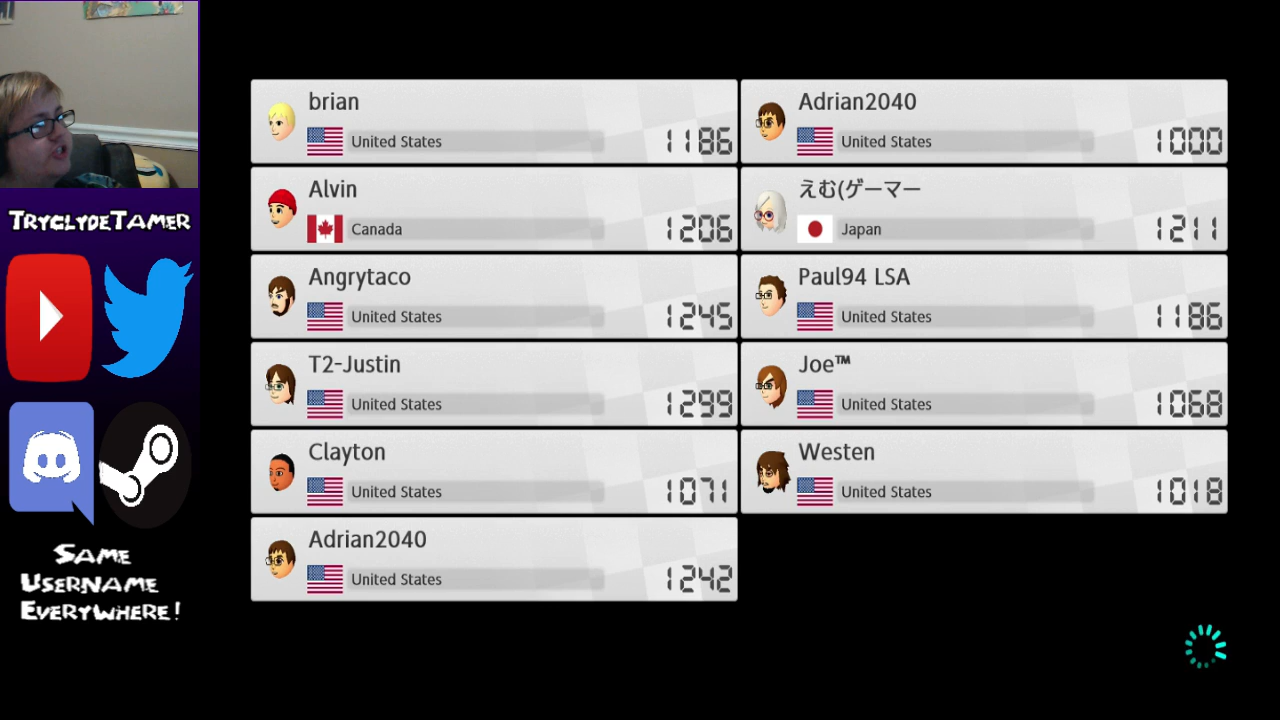 TRYCLYDETAMER
SAME
USERNAME
EVERYWHERE!
brian
United States
1186
Adrian2040
United States
1000
Alvin
Canada
1206
えむ(ゲーマー
Japan
1211
Angrytaco
United States
1245
Paul94 LSA
United States
1186
T2-Justin
United States
1299
Joe™
United States
1068
Clayton
United States
1071
Westen
United States
1018
Adrian2040
United States
1242